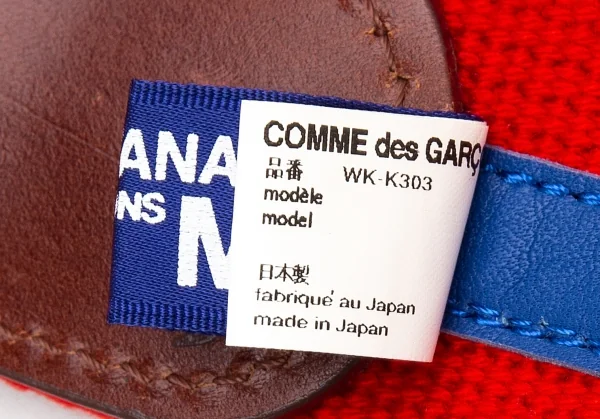 ANA
NS
M
COMME des GARÇ
品番 WK-K303
modèle
model
日本製
fabriqué au Japan
made in Japan